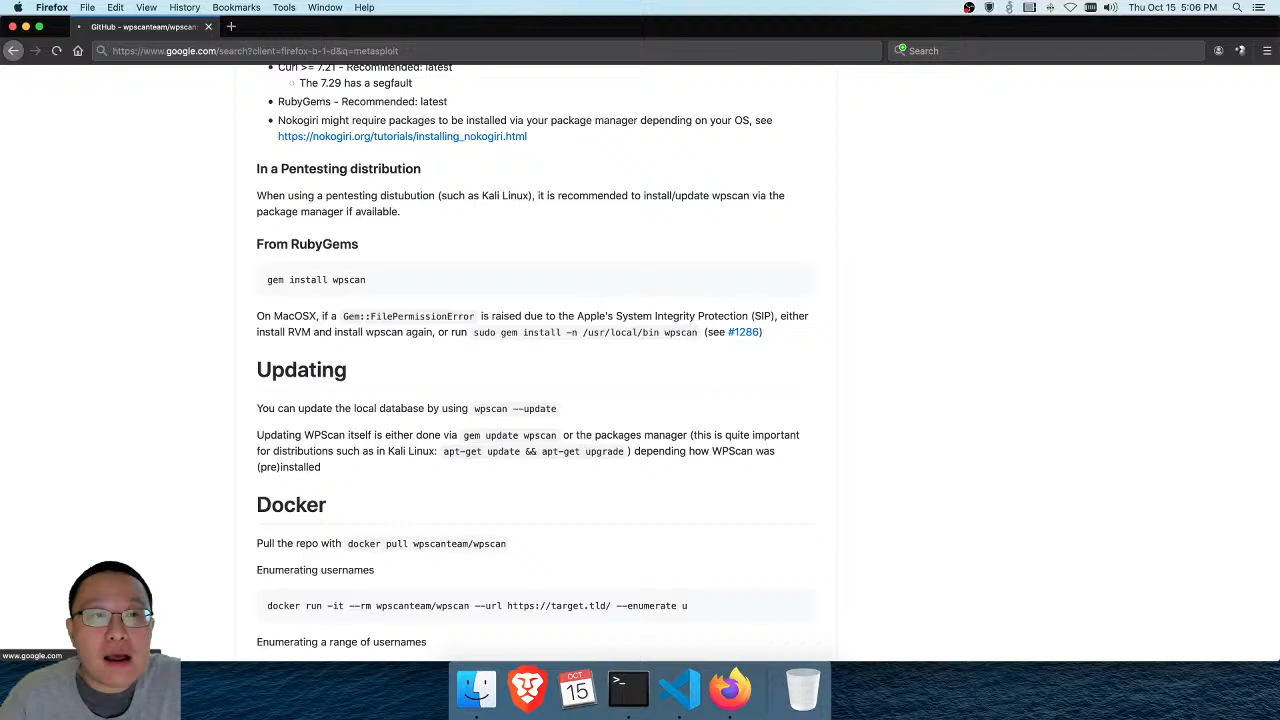 Firefox File Edit View History Bookmarks Tools Window Help Thu Oct 15 5:06 PM
GitHub - wpscanteam/wpscan:
https://www.google.com/search?client=firefox-b-1-d&q=metasploit Search
Curl >= 7.21 - Recommended: latest
The 7.29 has a segfault
RubyGems - Recommended: latest
Nokogiri might require packages to be installed via your package manager depending on your OS, see
https://nokogiri.org/tutorials/installing_nokogiri.html
In a Pentesting distribution
When using a pentesting distubution (such as Kali Linux), it is recommended to install/update wpscan via the
package manager if available.
From RubyGems
gem install wpscan
On MacOSX, if a Gem::FilePermissionError is raised due to the Apple's System Integrity Protection (SIP), either
install RVM and install wpscan again, or run sudo gem install -n /usr/local/bin wpscan (see #1286)
Updating
You can update the local database by using wpscan --update
Updating WPScan itself is either done via gem update wpscan or the packages manager (this is quite important
for distributions such as in Kali Linux: apt-get update && apt-get upgrade ) depending how WPScan was
(pre)installed
Docker
Pull the repo with docker pull wpscanteam/wpscan
Enumerating usernames
docker run -it --rm wpscanteam/wpscan --url https://target.tld/ --enumerate u
Enumerating a range of usernames
www.google.com
OCT
15
>_